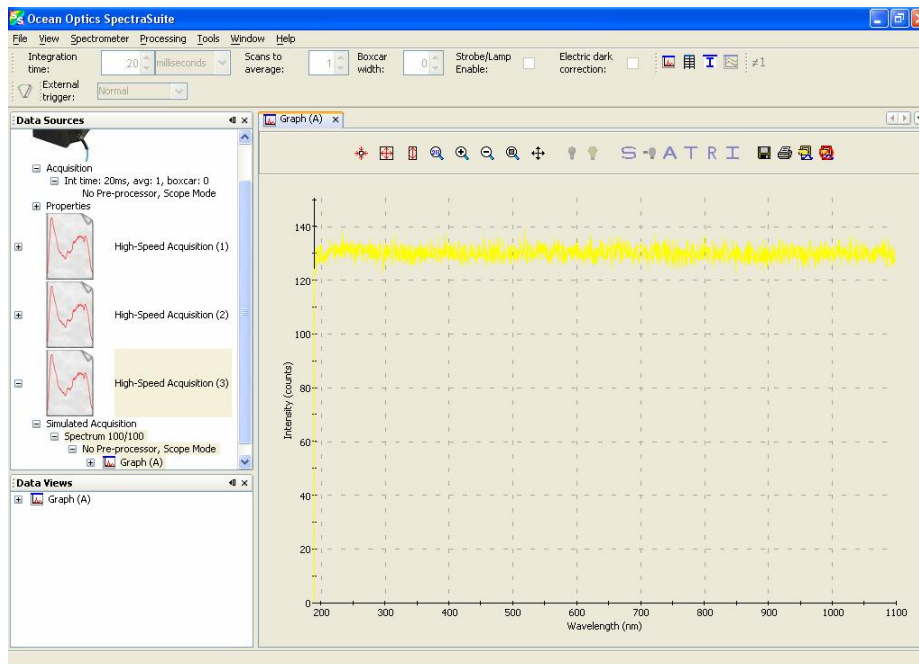 Ocean Optics SpectraSuite
File View Spectrometer Processing Tools Window Help
Integration time: 20 milliseconds Scans to average: 1 Boxcar width: 0 Strobe/Lamp Enable: Electric dark correction: ≠1
External trigger: Normal
Data Sources
Acquisition
Int time: 20ms, avg: 1, boxcar: 0
No Pre-processor, Scope Mode
Properties
High-Speed Acquisition (1)
High-Speed Acquisition (2)
High-Speed Acquisition (3)
Simulated Acquisition
Spectrum 100/100
No Pre-processor, Scope Mode
Graph (A)
Data Views
Graph (A)
Graph (A)
S A T R I
140
120
100
80
60
40
20
0
Intensity (counts)
200 300 400 500 600 700 800 900 1000 1100
Wavelength (nm)